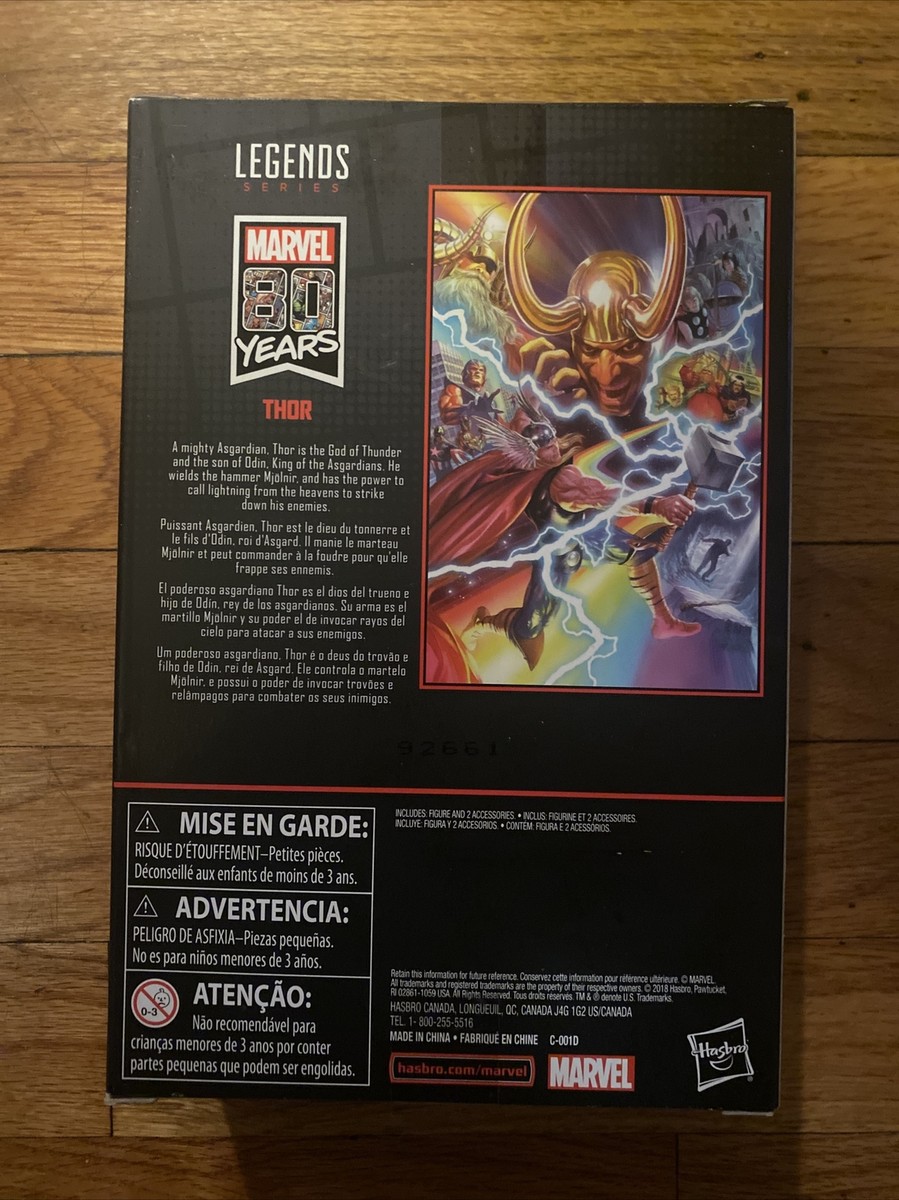 LEGENDS
SERIES
MARVEL
80
YEARS
THOR
A mighty Asgardian, Thor is the God of Thunder
and the son of Odin, King of the Asgardians. He
wields the hammer Mjölnir, and has the power to
call lightning from the heavens to strike
down his enemies.
Puissant Asgardien, Thor est le dieu du tonnerre et
le fils d'Odin, roi d'Asgard. Il manie le marteau
Mjölnir et peut commander à la foudre pour qu'elle
frappe ses ennemis.
El poderoso asgardiano Thor es el dios del trueno e
hijo de Odín, rey de los asgardianos. Su arma es el
martillo Mjölnir y su poder el de invocar rayos del
cielo para atacar a sus enemigos.
Um poderoso asgardiano, Thor é o deus do trovão e
filho de Odin, rei de Asgard. Ele controla o martelo
Mjölnir, e possui o poder de invocar trovões e
relâmpagos para combater os seus inimigos.
92661
MISE EN GARDE:
RISQUE D'ÉTOUFFEMENT–Petites pièces.
Déconseillé aux enfants de moins de 3 ans.
ADVERTENCIA:
PELIGRO DE ASFIXIA–Piezas pequeñas.
No es para niños menores de 3 años.
0-3
ATENÇÃO:
Não recomendável para
crianças menores de 3 anos por conter
partes pequenas que podem ser engolidas.
INCLUDES: FIGURE AND 2 ACCESSORIES. • INCLUS: FIGURINE ET 2 ACCESSOIRES.
INCLUYE: FIGURA Y 2 ACCESORIOS. • CONTÉM: FIGURA E 2 ACESSÓRIOS.
Retain this information for future reference. Conservez cette information pour référence ultérieure. © MARVEL.
All trademarks and registered trademarks are the property of their respective owners. © 2018 Hasbro, Pawtucket,
RI 02861-1059 USA. All Rights Reserved. Tous droits réservés. TM & ® denote U.S. Trademarks.
HASBRO CANADA, LONGUEUIL, QC, CANADA J4G 1G2 US/CANADA
TEL. 1- 800-255-5516
MADE IN CHINA • FABRIQUÉ EN CHINE C-001D
hasbro.com/marvel
MARVEL
Hasbro